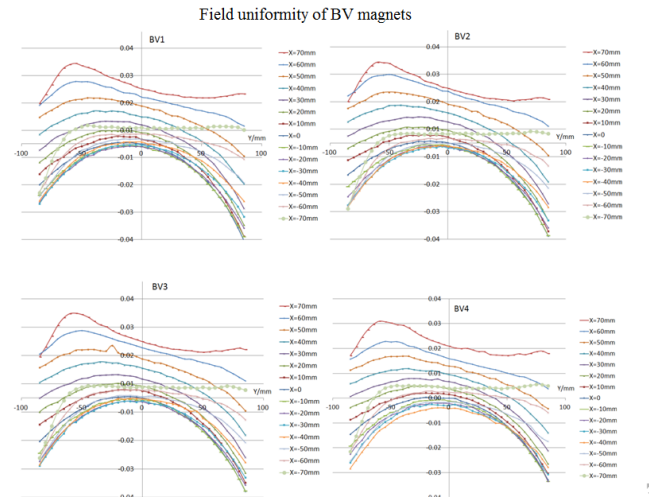 Field uniformity of BV magnets
BV1
0.04
0.03
0.02
0.01
-0.01
-0.02
-0.03
-0.04
-100
-50
0
50
100
Y/mm
X=70mm
X=60mm
X=50mm
X=40mm
X=30mm
X=20mm
X=10mm
X=0
X=-10mm
X=-20mm
X=-30mm
X=-40mm
X=-50mm
X=-60mm
X=-70mm
BV2
0.04
0.03
0.02
0.01
-0.01
-0.02
-0.03
-0.04
-100
-50
0
50
100
Y/mm
X=70mm
X=60mm
X=50mm
X=40mm
X=30mm
X=20mm
X=10mm
X=0
X=-10mm
X=-20mm
X=-30mm
X=-40mm
X=-50mm
X=-60mm
X=-70mm
BV3
0.04
0.03
0.02
0.01
-0.01
-0.02
-0.03
-0.04
-100
-50
0
50
100
Y/mm
X=70mm
X=60mm
X=50mm
X=40mm
X=30mm
X=20mm
X=10mm
X=0
X=-10mm
X=-20mm
X=-30mm
X=-40mm
X=-50mm
X=-60mm
X=-70mm
BV4
0.04
0.03
0.02
0.01
0.00
-0.01
-0.02
-0.03
-100
-50
0
50
100
Y/mm
X=70mm
X=60mm
X=50mm
X=40mm
X=30mm
X=20mm
X=10mm
X=0
X=-10mm
X=-20mm
X=-30mm
X=-40mm
X=-50mm
X=-60mm
X=-70mm